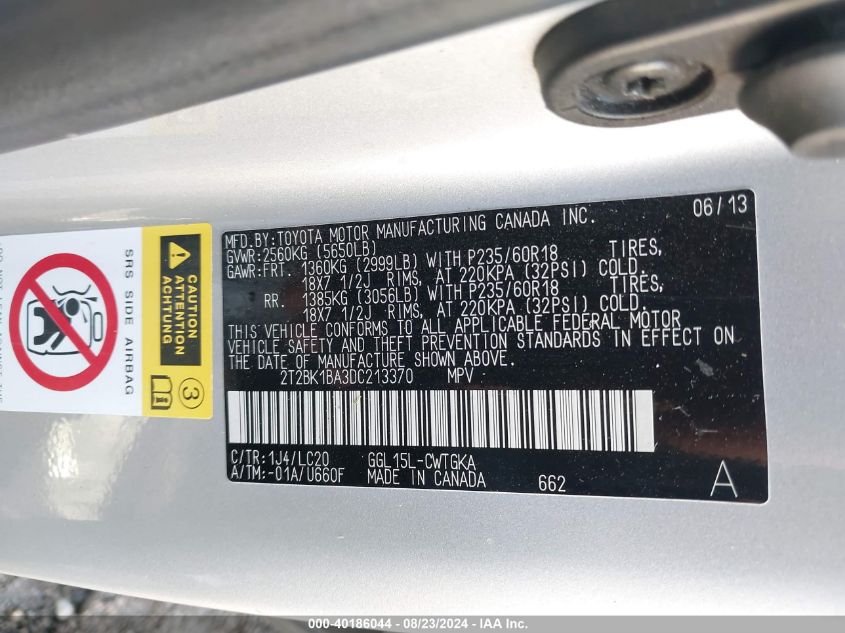 MFD.BY:TOYOTA MOTOR MANUFACTURING CANADA INC. 06/13
GVWR:2560KG (5650LB)
GAWR:FRT. 1360KG (2999LB) WITH P235/60R18 TIRES,
18X7 1/2J RIMS, AT 220KPA (32PSI) COLD.
RR. 1385KG (3056LB) WITH P235/60R18 TIRES,
18X7 1/2J RIMS, AT 220KPA (32PSI) COLD.
THIS VEHICLE CONFORMS TO ALL APPLICABLE FEDERAL MOTOR
VEHICLE SAFETY AND THEFT PREVENTION STANDARDS IN EFFECT ON
THE DATE OF MANUFACTURE SHOWN ABOVE.
2T2BK1BA3DC213370 MPV
C/TR:1J4/LC20 GGL15L-CWTGKA
A/TM:-01A/U660F MADE IN CANADA 662 A
SRS SIDE AIRBAG
ATTENTION
ACHTUNG
3
000-40186044 - 08/23/2024 - IAA Inc.